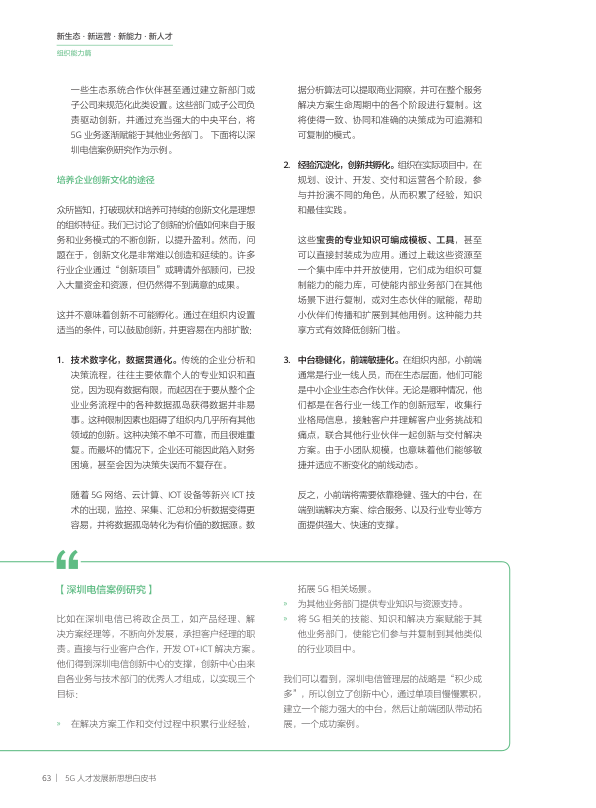 新生态·新运营·新能力·新人才
组织能力篇
一些生态系统合作伙伴甚至通过建立新部门或
子公司来规范化此类设置。这些部门或子公司负
责驱动创新，并通过充当强大的中央平台，将
5G 业务逐渐赋能于其他业务部门。 下面将以深
圳电信案例研究作为示例。
培养企业创新文化的途径
众所皆知，打破现状和培养可持续的创新文化是理想
的组织特征。我们已讨论了创新的价值如何来自于服
务和业务模式的不断创新，以提升盈利。然而，问
题在于，创新文化是非常难以创造和延续的。许多
行业企业通过“创新项目”或聘请外部顾问，已投
入大量资金和资源，但仍然得不到满意的成果。
这并不意味着创新不可能孵化。通过在组织内设置
适当的条件，可以鼓励创新，并更容易在内部扩散：
1. 技术数字化，数据贯通化。传统的企业分析和
决策流程，往往主要依靠个人的专业知识和直
觉，因为现有数据有限，而起因在于要从整个企
业业务流程中的各种数据孤岛获得数据并非易
事。这种限制因素也阻碍了组织内几乎所有其他
领域的创新。这种决策不单不可靠，而且很难重
复。而最坏的情况下，企业还可能因此陷入财务
困境，甚至会因为决策失误而不复存在。
随着 5G 网络、云计算、IOT 设备等新兴 ICT 技
术的出现，监控、采集、汇总和分析数据变得更
容易，并将数据孤岛转化为有价值的数据源。数
据分析算法可以提取商业洞察，并可在整个服务
解决方案生命周期中的各个阶段进行复制。这
将使得一致、协同和准确的决策成为可追溯和
可复制的模式。
2. 经验沉淀化，创新共孵化。组织在实际项目中，在
规划、设计、开发、交付和运营各个阶段，参
与并扮演不同的角色，从而积累了经验，知识
和最佳实践。
这些宝贵的专业知识可编成模板、工具，甚至
可以直接封装成为应用。通过上载这些资源至
一个集中库中并开放使用，它们成为组织可复
制能力的能力库，可使能内部业务部门在其他
场景下进行复制，或对生态伙伴的赋能，帮助
小伙伴们传播和扩展到其他用例。这种能力共
享方式有效降低创新门槛。
3. 中台稳健化，前端敏捷化。在组织内部，小前端
通常是行业一线人员，而在生态层面，他们可能
是中小企业生态合作伙伴。无论是哪种情况，他
们都是在各行业一线工作的创新冠军，收集行
业格局信息，接触客户并理解客户业务挑战和
痛点，联合其他行业伙伴一起创新与交付解决
方案。由于小团队规模，也意味着他们能够敏
捷并适应不断变化的前线动态。
反之，小前端将需要依靠稳健、强大的中台，在
端到端解决方案、综合服务、以及行业专业等方
面提供强大、快速的支撑。
【深圳电信案例研究】
比如在深圳电信已将政企员工，如产品经理、解
决方案经理等，不断向外发展，承担客户经理的职
责。直接与行业客户合作，开发 OT+ICT 解决方案。
他们得到深圳电信创新中心的支撑，创新中心由来
自各业务与技术部门的优秀人才组成，以实现三个
目标：
» 在解决方案工作和交付过程中积累行业经验，
拓展 5G 相关场景。
» 为其他业务部门提供专业知识与资源支持。
» 将 5G 相关的技能、知识和解决方案赋能于其
他业务部门，使能它们参与并复制到其他类似
的行业项目中。
我们可以看到，深圳电信管理层的战略是“积少成
多”，所以创立了创新中心，通过单项目慢慢累积，
建立一个能力强大的中台，然后让前端团队带动拓
展，一个成功案例。
63 | 5G 人才发展新思想白皮书